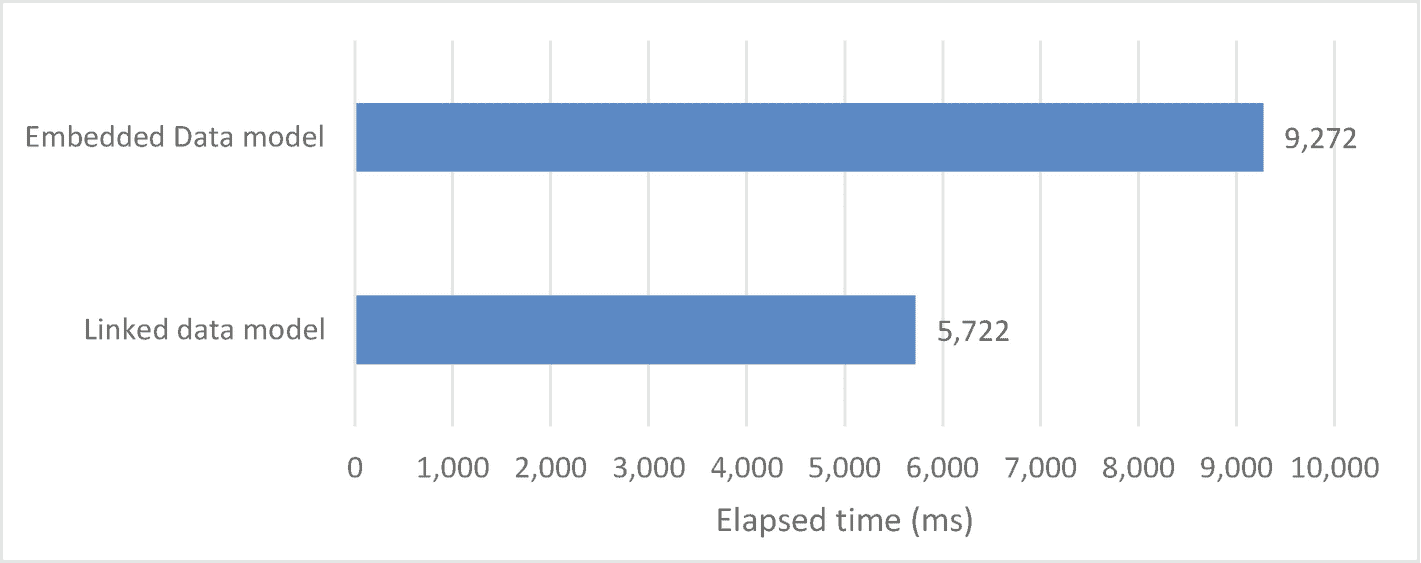 Embedded Data model
9,272
Linked data model
5,722
0 1,000 2,000 3,000 4,000 5,000 6,000 7,000 8,000 9,000 10,000
Elapsed time (ms)